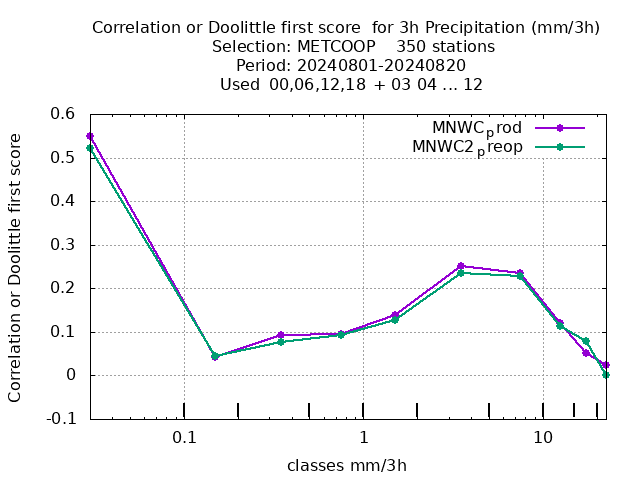 Correlation or Doolittle first score  for 3h Precipitation (mm/3h)
Selection: METCOOP    350 stations
Period: 20240801-20240820
Used  00,06,12,18  + 03 04 ... 12
0.6
0.5
0.4
0.3
0.2
0.1
0
-0.1
Correlation or Doolittle first score
MNWC_prod
MNWC2_preop
0.1
1
10
classes mm/3h